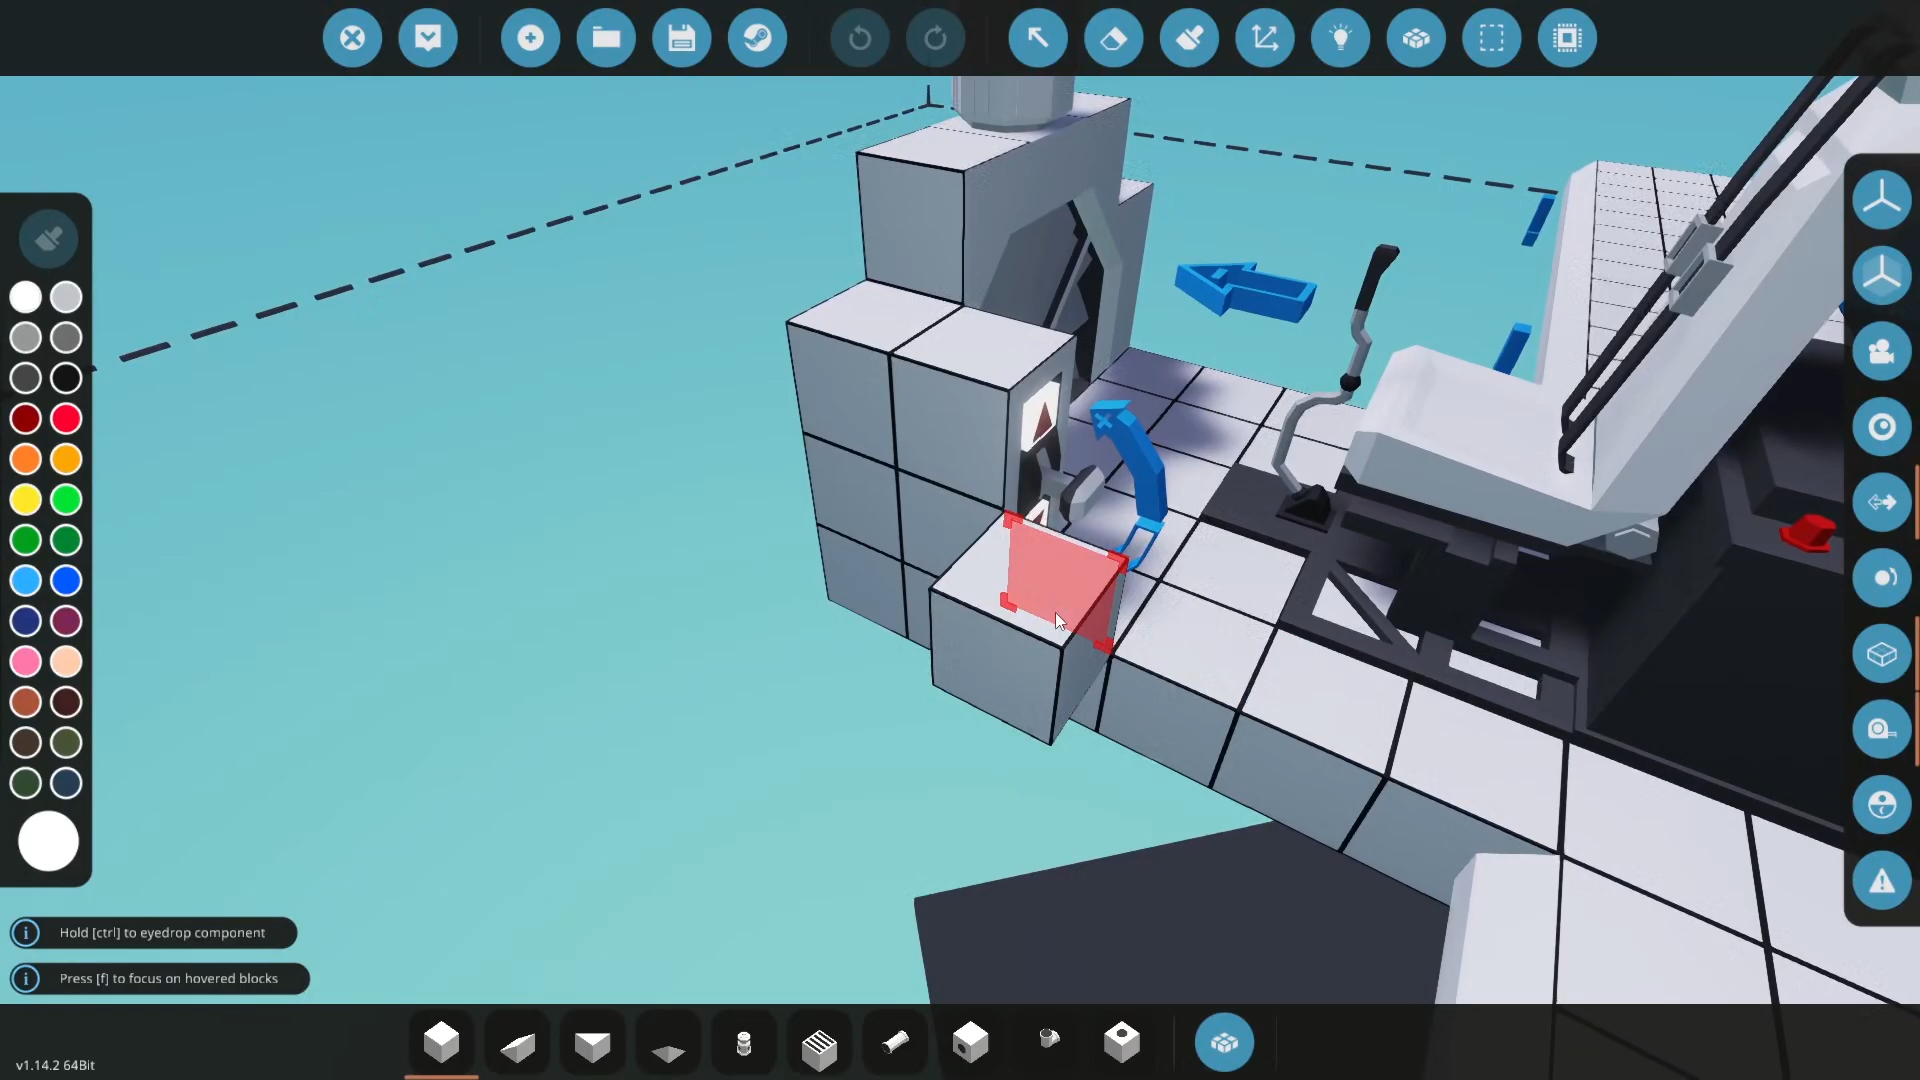 Hold [ctrl] to eyedrop component
Press [f] to focus on hovered blocks
v1.14.2 64Bit